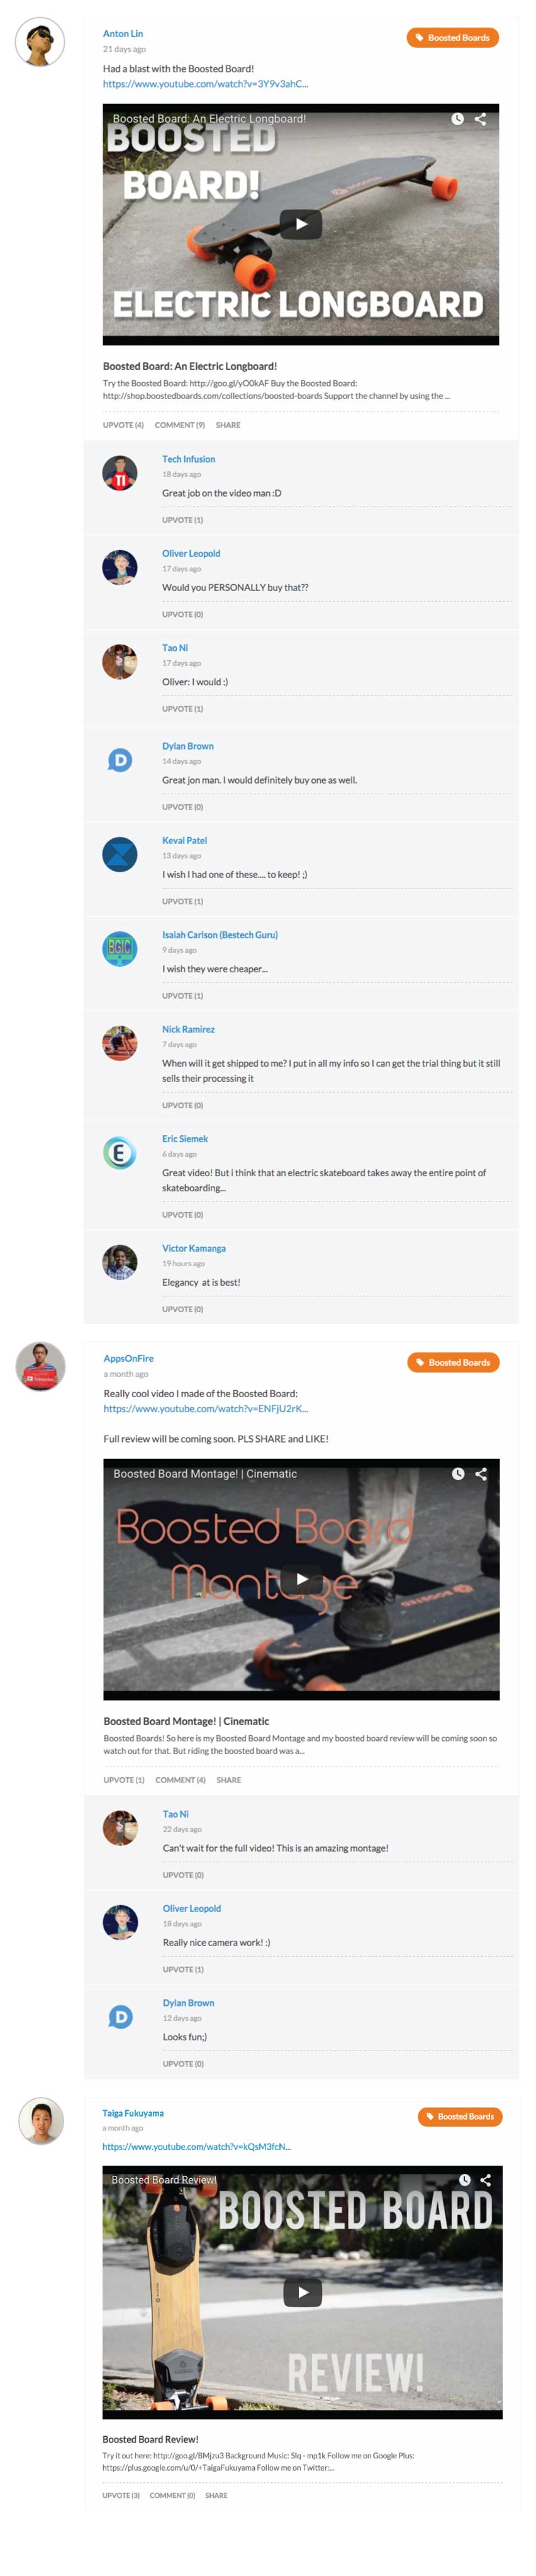 Anton Lin
Boosted Boards
21 days ago
Had a blast with the Boosted Board!
https://www.youtube.com/watch?v=3Y9v3ahC...
Boosted Board: An Electric Longboard!
BOOSTED
BOARD!
ELECTRIC LONGBOARD
Boosted Board: An Electric Longboard!
Try the Boosted Board: http://goo.gl/yO0kAF Buy the Boosted Board:
http://shop.boostedboards.com/collections/boosted-boards Support the channel by using the ...
UPVOTE (4) COMMENT (9) SHARE
TI
Tech Infusion
18 days ago
Great job on the video man :D
UPVOTE (1)
Oliver Leopold
17 days ago
Would you PERSONALLY buy that??
UPVOTE (0)
Tao Ni
17 days ago
Oliver: I would :)
UPVOTE (1)
D
Dylan Brown
14 days ago
Great jon man. I would definitely buy one as well.
UPVOTE (0)
Keval Patel
13 days ago
I wish I had one of these.... to keep! ;)
UPVOTE (1)
BGIC
Isaiah Carlson (Bestech Guru)
9 days ago
I wish they were cheaper...
UPVOTE (1)
Nick Ramirez
7 days ago
When will it get shipped to me? I put in all my info so I can get the trial thing but it still
sells their processing it
UPVOTE (0)
E
Eric Siemek
6 days ago
Great video! But i think that an electric skateboard takes away the entire point of
skateboarding...
UPVOTE (0)
Victor Kamanga
19 hours ago
Elegancy at is best!
UPVOTE (0)
Subscribe
AppsOnFire
Boosted Boards
a month ago
Really cool video I made of the Boosted Board:
https://www.youtube.com/watch?v=ENFjU2rK...
Full review will be coming soon. PLS SHARE and LIKE!
Boosted Board Montage! | Cinematic
Boosted Board
Montage
BOOSTED
Boosted Board Montage! | Cinematic
Boosted Boards! So here is my Boosted Board Montage and my boosted board review will be coming soon so
watch out for that. But riding the boosted board was a...
UPVOTE (1) COMMENT (4) SHARE
Tao Ni
22 days ago
Can't wait for the full video! This is an amazing montage!
UPVOTE (0)
Oliver Leopold
18 days ago
Really nice camera work! :)
UPVOTE (1)
D
Dylan Brown
12 days ago
Looks fun;)
UPVOTE (0)
Taiga Fukuyama
Boosted Boards
a month ago
https://www.youtube.com/watch?v=kQsM3fcN...
Boosted Board Review!
BOOSTED BOARD
REVIEW!
Boosted Board Review!
Try it out here: http://goo.gl/BMjzu3 Background Music: Slq - mp1k Follow me on Google Plus:
https://plus.google.com/u/0/+TaigaFukuyama Follow me on Twitter:...
UPVOTE (3) COMMENT (0) SHARE